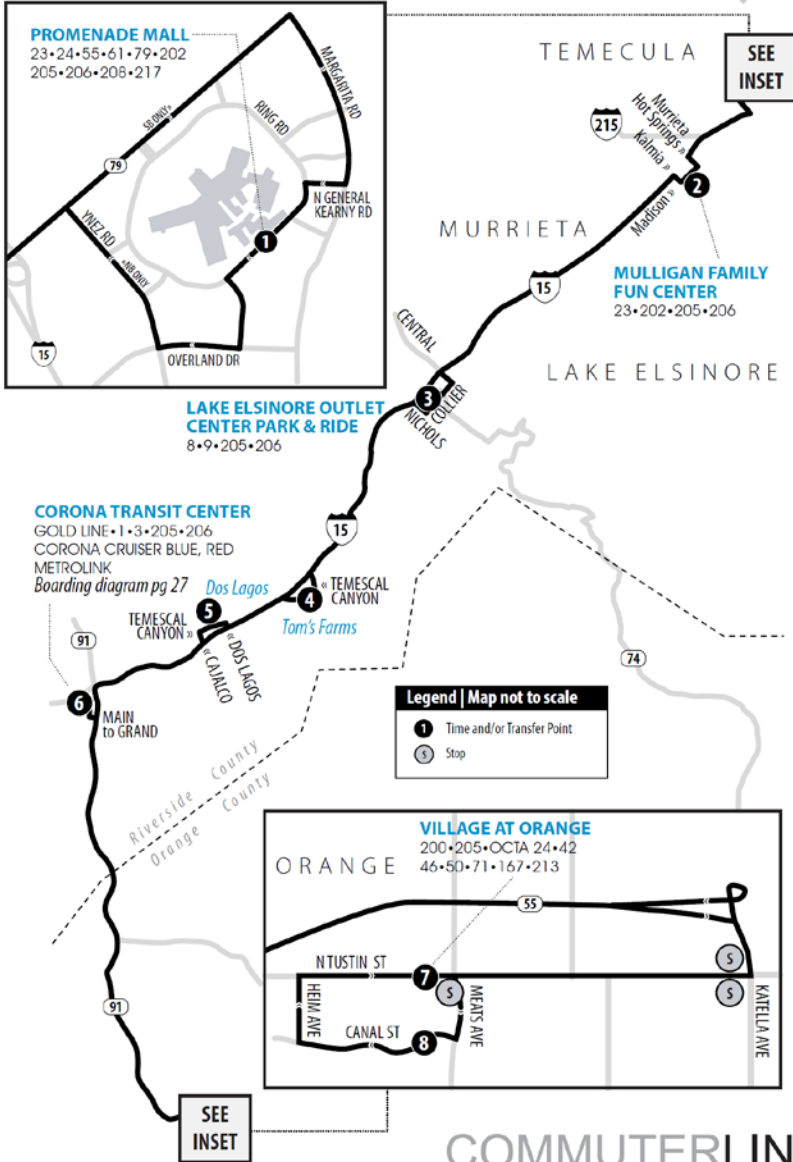 PROMENADE MALL
23•24•55•61•79•202
205•206•208•217
SB ONLY»
79
MARGARITA RD
RING RD
N GENERAL
KEARNY RD
1
YNEZ RD
«NB ONLY
15
OVERLAND DR
TEMECULA
SEE
INSET
215
Murrieta
Hot Springs »
Kalmia »
Madison »
2
MURRIETA
MULLIGAN FAMILY
FUN CENTER
23•202•205•206
15
LAKE ELSINORE
CENTRAL
3
COLLIER
NICHOLS
LAKE ELSINORE OUTLET
CENTER PARK & RIDE
8•9•205•206
CORONA TRANSIT CENTER
GOLD LINE•1•3•205•206
CORONA CRUISER BLUE, RED
METROLINK
Boarding diagram pg 27
15
Dos Lagos
5
TEMESCAL
CANYON »
« TEMESCAL
CANYON
4
Tom's Farms
« DOS LAGOS
« CAJALCO
91
6
MAIN
to GRAND
74
Legend | Map not to scale
1 Time and/or Transfer Point
S Stop
Riverside County
Orange County
91
VILLAGE AT ORANGE
200•205•OCTA 24•42
46•50•71•167•213
ORANGE
55
N TUSTIN ST
7
S
S
S
HEIM AVE
MEATS AVE
KATELLA AVE
CANAL ST
8
SEE
INSET
COMMUTERLIN